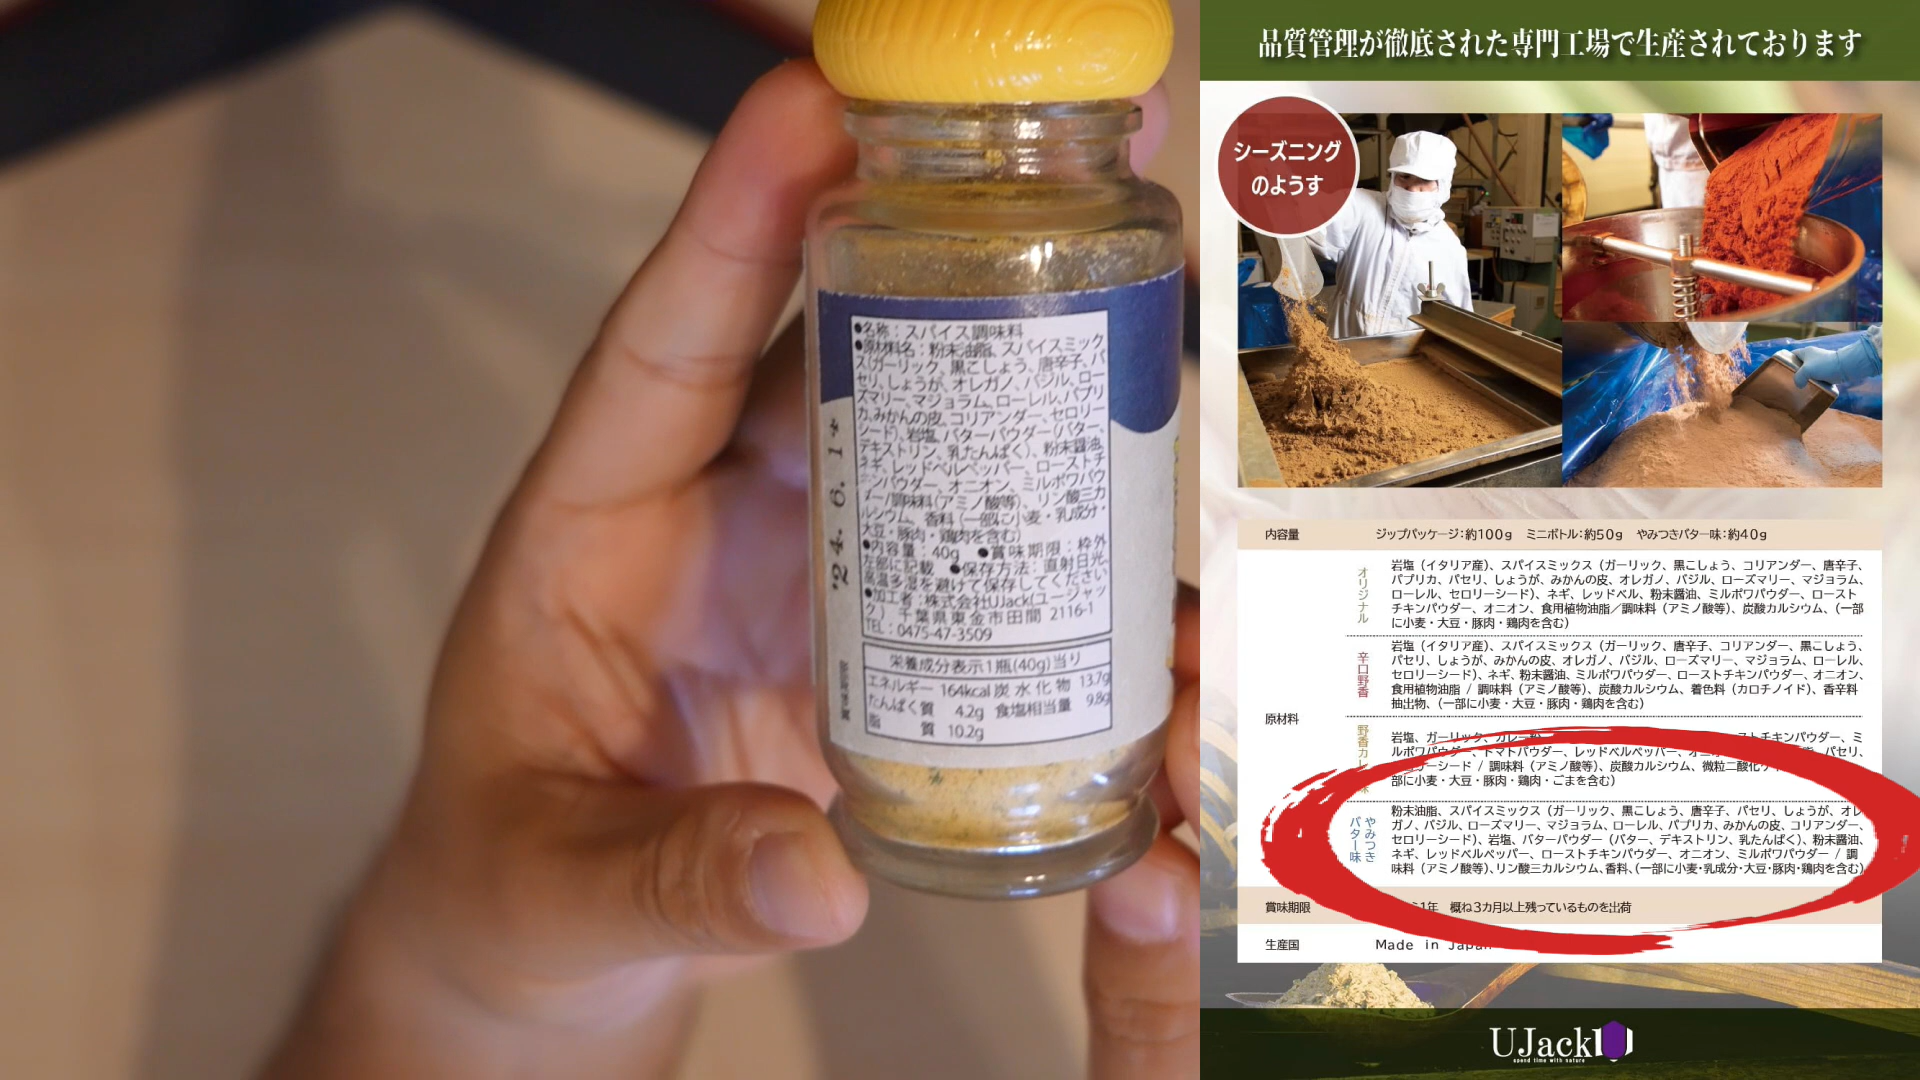 ●名称：スパイス調味料
●原材料名：粉末油脂、スパイスミック
ス(ガーリック、黒こしょう、唐辛子、パ
セリ、しょうが、オレガノ、バジル、ロー
ズマリー、マジョラム、ローレル、パプリ
カ、みかんの皮、コリアンダー、セロリー
シード)、岩塩、バターパウダー(バター、
デキストリン、乳たんぱく)、粉末醤油、
ネギ、レッドベルペッパー、ローストチ
キンパウダー、オニオン、ミルポワパウ
ダー/調味料(アミノ酸等)、リン酸三カ
ルシウム、香料(一部に小麦・乳成分・
大豆・豚肉・鶏肉を含む)
●内容量：40g ●賞味期限：枠外
左部に記載 ●保存方法：直射日光、
高温多湿を避けて保存してください
●加工者：株式会社UJack(ユージャッ
ク) 千葉県東金市田間 2116-1
TEL：0475-47-3509
栄養成分表示1瓶(40g)当り
エネルギー 164kcal 炭水化物 13.7g
たんぱく質 4.2g 食塩相当量 9.8g
脂質 10.2g
賞味期限
'24. 6. 14
品質管理が徹底された専門工場で生産されております
シーズニング
のようす
内容量 ジップパッケージ：約100g ミニボトル：約50g やみつきバター味：約40g
原材料
オリジナル
岩塩（イタリア産）、スパイスミックス（ガーリック、黒こしょう、コリアンダー、唐辛子、
パプリカ、パセリ、しょうが、みかんの皮、オレガノ、バジル、ローズマリー、マジョラム、
ローレル、セロリーシード）、ネギ、レッドベル、粉末醤油、ミルポワパウダー、ロースト
チキンパウダー、オニオン、食用植物油脂／調味料（アミノ酸等）、炭酸カルシウム、（一部
に小麦・大豆・豚肉・鶏肉を含む）
辛口野香
岩塩（イタリア産）、スパイスミックス（ガーリック、唐辛子、コリアンダー、黒こしょう、
パセリ、しょうが、みかんの皮、オレガノ、バジル、ローズマリー、マジョラム、ローレル、
セロリーシード）、ネギ、粉末醤油、ミルポワパウダー、ローストチキンパウダー、オニオン、
食用植物油脂 / 調味料（アミノ酸等）、炭酸カルシウム、着色料（カロチノイド）、香辛料
抽出物、（一部に小麦・大豆・豚肉・鶏肉を含む）
野香カレー味
岩塩、ガーリック、カレー粉、 ストチキンパウダー、ミ
ルポワパウダー、トマトパウダー、レッドベルペッパー、オニ パセリ、
ーシード / 調味料（アミノ酸等）、炭酸カルシウム、微粒二酸化ケイ
部に小麦・大豆・豚肉・鶏肉・ごまを含む）
やみつき
バター味
粉末油脂、スパイスミックス（ガーリック、黒こしょう、唐辛子、パセリ、しょうが、オレ
ガノ、バジル、ローズマリー、マジョラム、ローレル、パプリカ、みかんの皮、コリアンダー、
セロリーシード）、岩塩、バターパウダー（バター、デキストリン、乳たんぱく）、粉末醤油、
ネギ、レッドベルペッパー、ローストチキンパウダー、オニオン、ミルポワパウダー / 調
味料（アミノ酸等）、リン酸三カルシウム、香料、（一部に小麦・乳成分・大豆・豚肉・鶏肉を含む）
賞味期限 1年 概ね3カ月以上残っているものを出荷
生産国 Made in Japan
UJack
spend time with nature